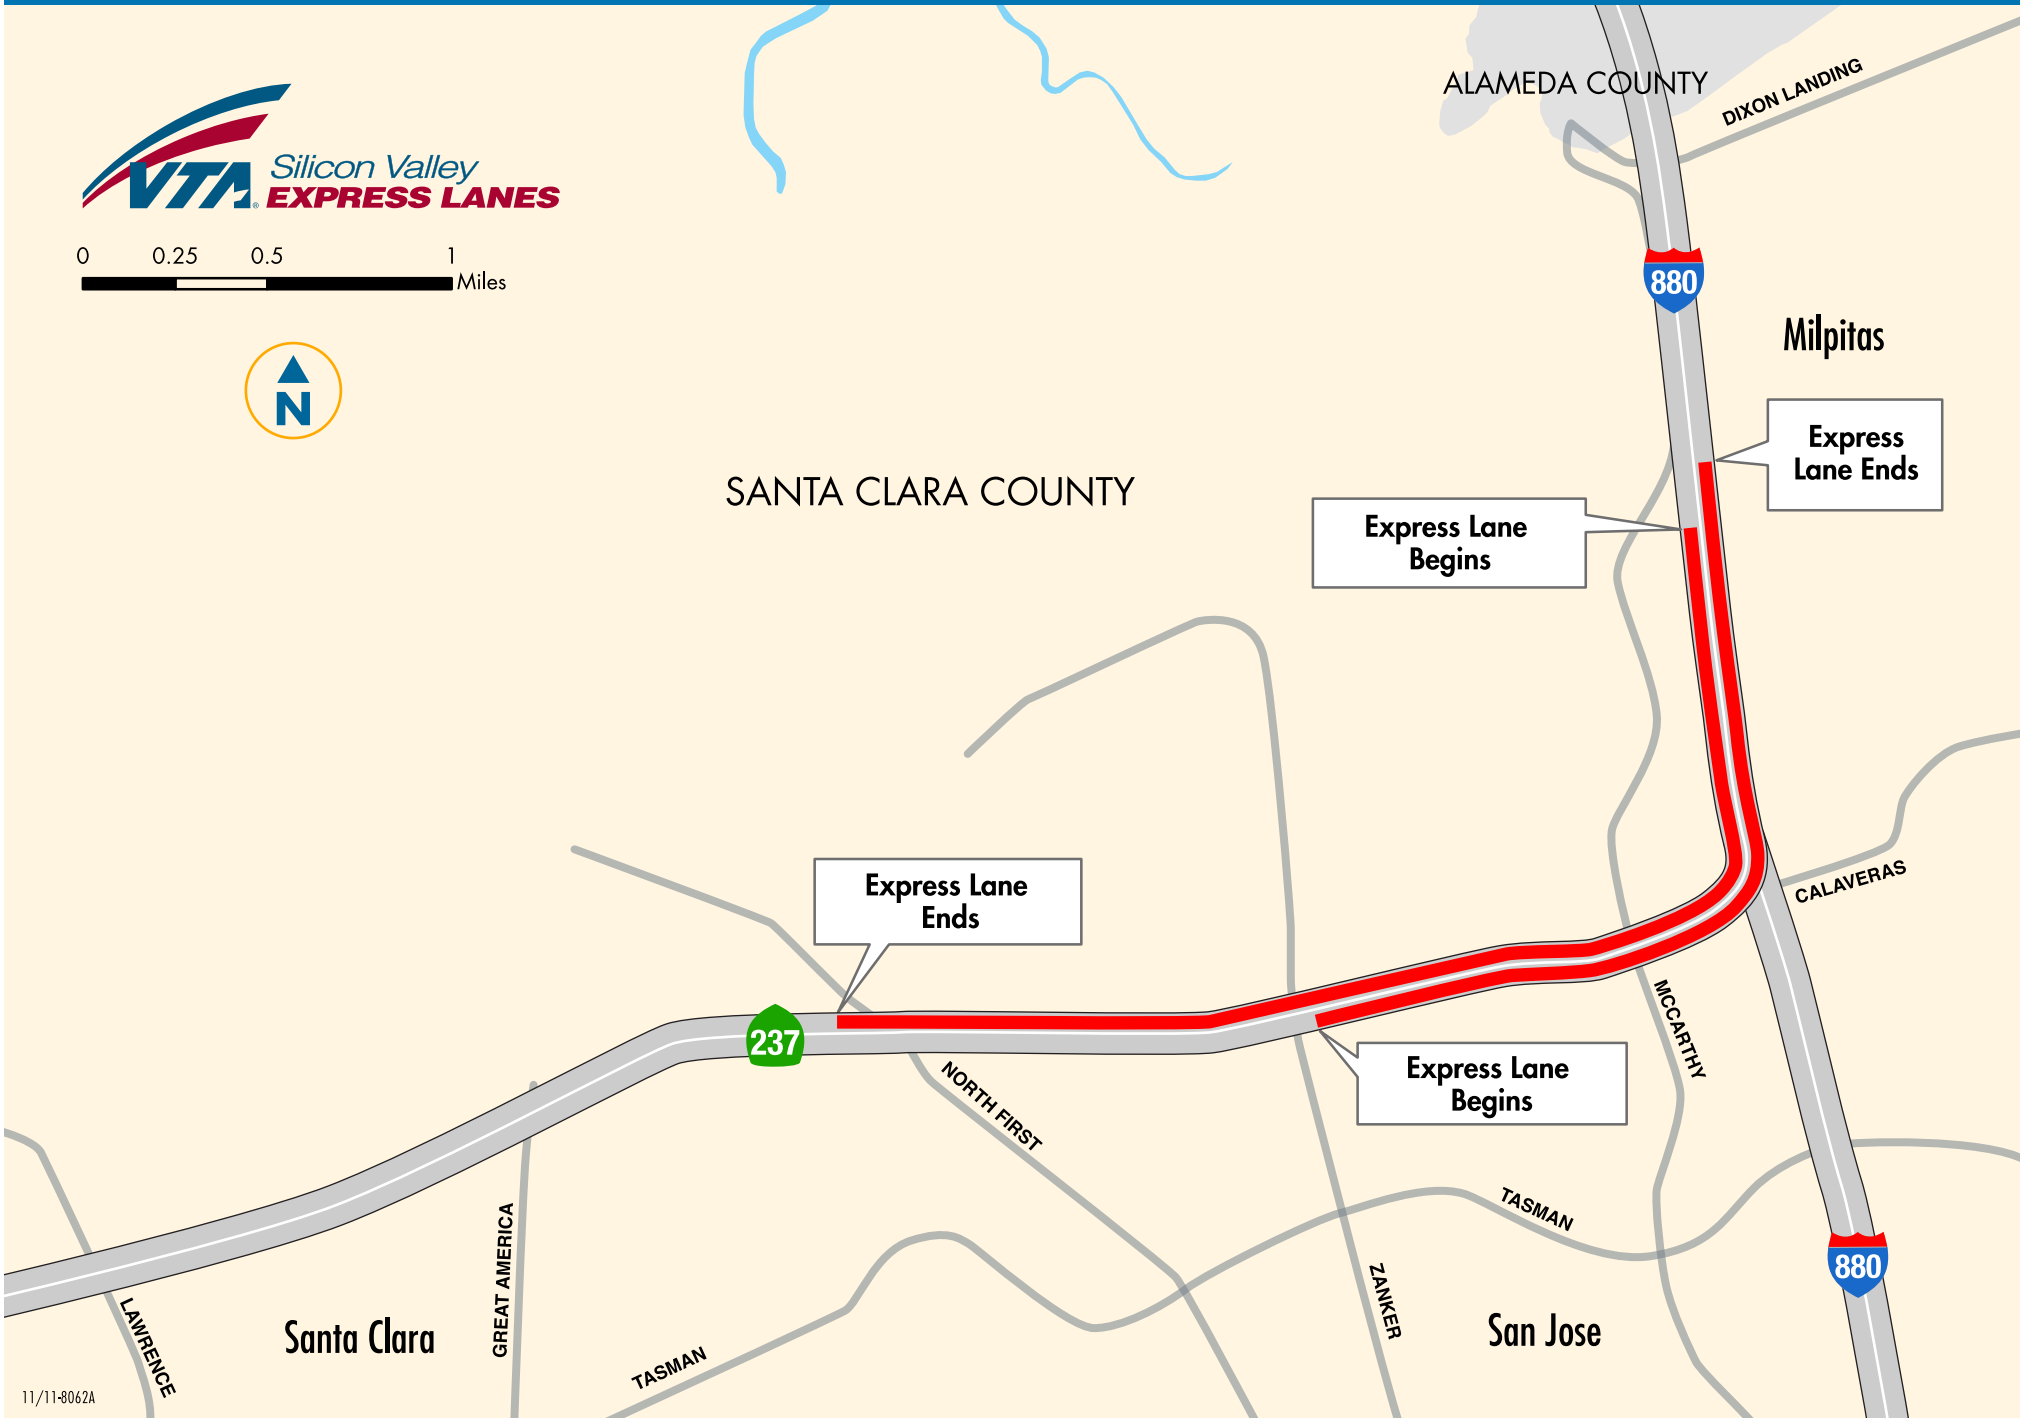 VTA®
Silicon Valley
EXPRESS LANES
0 0.25 0.5 1
Miles
N
ALAMEDA COUNTY
DIXON LANDING
880
Milpitas
Express
Lane Ends
SANTA CLARA COUNTY
Express Lane
Begins
Express Lane
Ends
CALAVERAS
237
NORTH FIRST
MCCARTHY
Express Lane
Begins
GREAT AMERICA
TASMAN
880
LAWRENCE
Santa Clara
TASMAN
ZANKER
San Jose
11/11-8062A